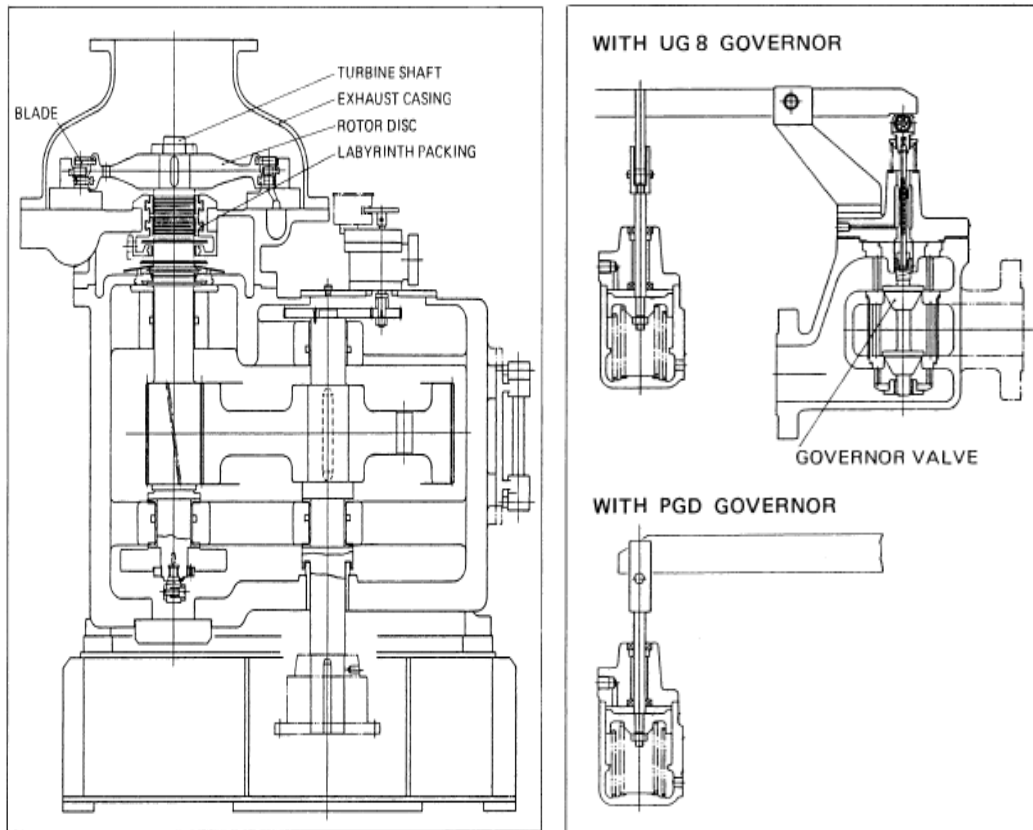 TURBINE SHAFT
EXHAUST CASING
BLADE
ROTOR DISC
LABYRINTH PACKING
WITH UG 8 GOVERNOR
GOVERNOR VALVE
WITH PGD GOVERNOR